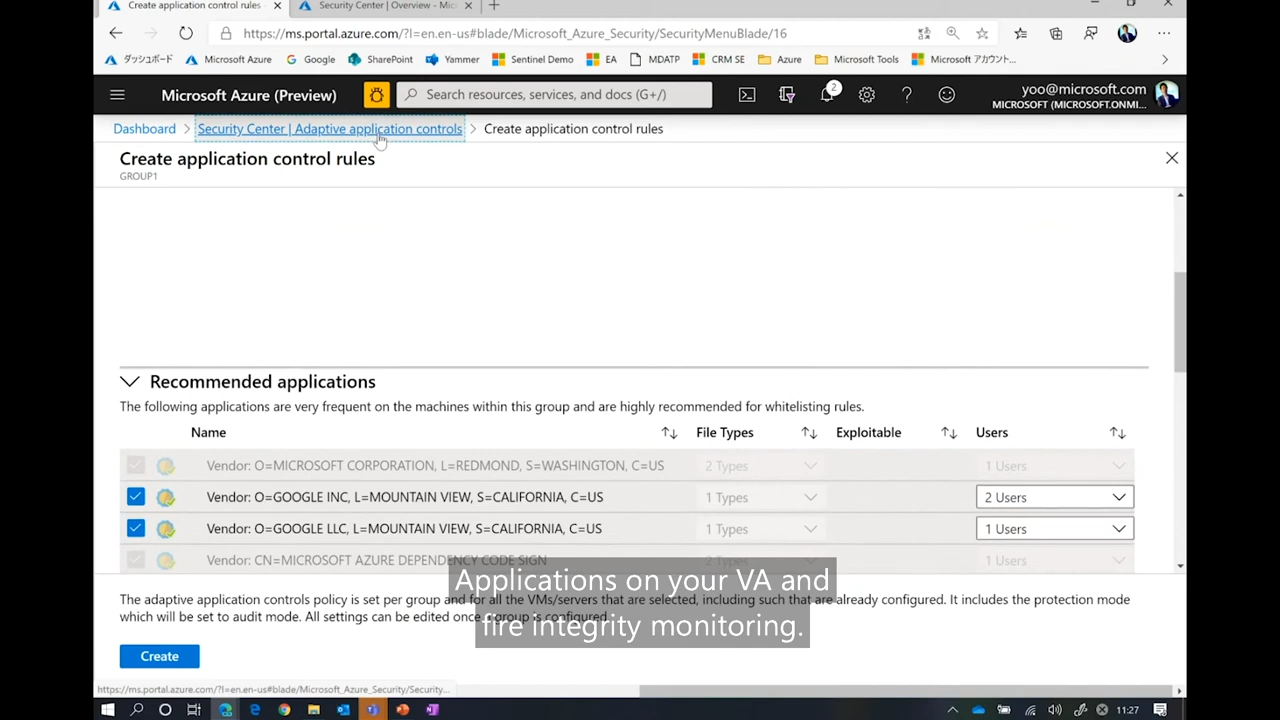 Create application control rules -
Security Center | Overview - Mic
https://ms.portal.azure.com/?l=en.en-us#blade/Microsoft_Azure_Security/SecurityMenuBlade/16
ダッシュボード Microsoft Azure Google SharePoint Yammer Sentinel Demo EA MDATP CRM SE Azure Microsoft Tools Microsoft アカウント...
Microsoft Azure (Preview)
Search resources, services, and docs (G+/)
2
yoo@microsoft.com
MICROSOFT (MICROSOFT.ONMI...
Dashboard > Security Center | Adaptive application controls > Create application control rules
Create application control rules
GROUP1
Recommended applications
The following applications are very frequent on the machines within this group and are highly recommended for whitelisting rules.
Name File Types Exploitable Users
Vendor: O=MICROSOFT CORPORATION, L=REDMOND, S=WASHINGTON, C=US 2 Types 1 Users
Vendor: O=GOOGLE INC, L=MOUNTAIN VIEW, S=CALIFORNIA, C=US 1 Types 2 Users
Vendor: O=GOOGLE LLC, L=MOUNTAIN VIEW, S=CALIFORNIA, C=US 1 Types 1 Users
Vendor: CN=MICROSOFT AZURE DEPENDENCY CODE SIGN 2 Types 1 Users
Applications on your VA and
fire integrity monitoring.
The adaptive application controls policy is set per group and for all the VMs/servers that are selected, including such that are already configured. It includes the protection mode
which will be set to audit mode. All settings can be edited once a group is configured.
Create
https://ms.portal.azure.com/?l=en.en-us#blade/Microsoft_Azure_Security/Security...
11:27